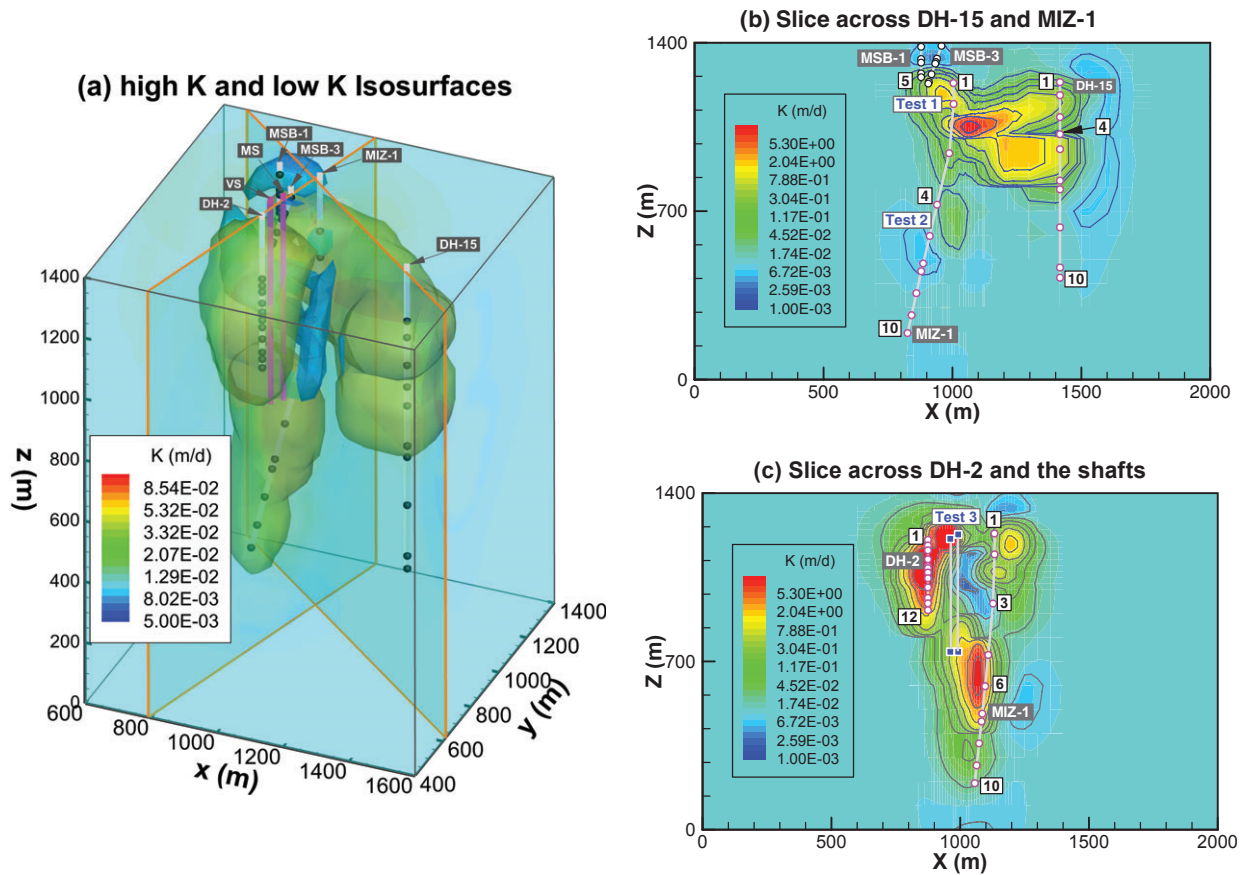 (a) high K and low K Isosurfaces
MSB-1
MS
MSB-3
VS
MIZ-1
DH-2
DH-15
1400
1200
1000
800
600
400
200
0
z (m)
K (m/d)
8.54E-02
5.32E-02
3.32E-02
2.07E-02
1.29E-02
8.02E-03
5.00E-03
600
800
1000
1200
1400
1600
x (m)
400
600
800
1000
1200
1400
y (m)
(b) Slice across DH-15 and MIZ-1
1400
700
0
Z (m)
MSB-1
MSB-3
5
1
1
DH-15
Test 1
4
4
Test 2
10
10
MIZ-1
K (m/d)
5.30E+00
2.04E+00
7.88E-01
3.04E-01
1.17E-01
4.52E-02
1.74E-02
6.72E-03
2.59E-03
1.00E-03
0
500
1000
1500
2000
X (m)
(c) Slice across DH-2 and the shafts
1400
700
0
Z (m)
Test 3
1
1
DH-2
12
3
6
MIZ-1
10
K (m/d)
5.30E+00
2.04E+00
7.88E-01
3.04E-01
1.17E-01
4.52E-02
1.74E-02
6.72E-03
2.59E-03
1.00E-03
0
500
1000
1500
2000
X (m)